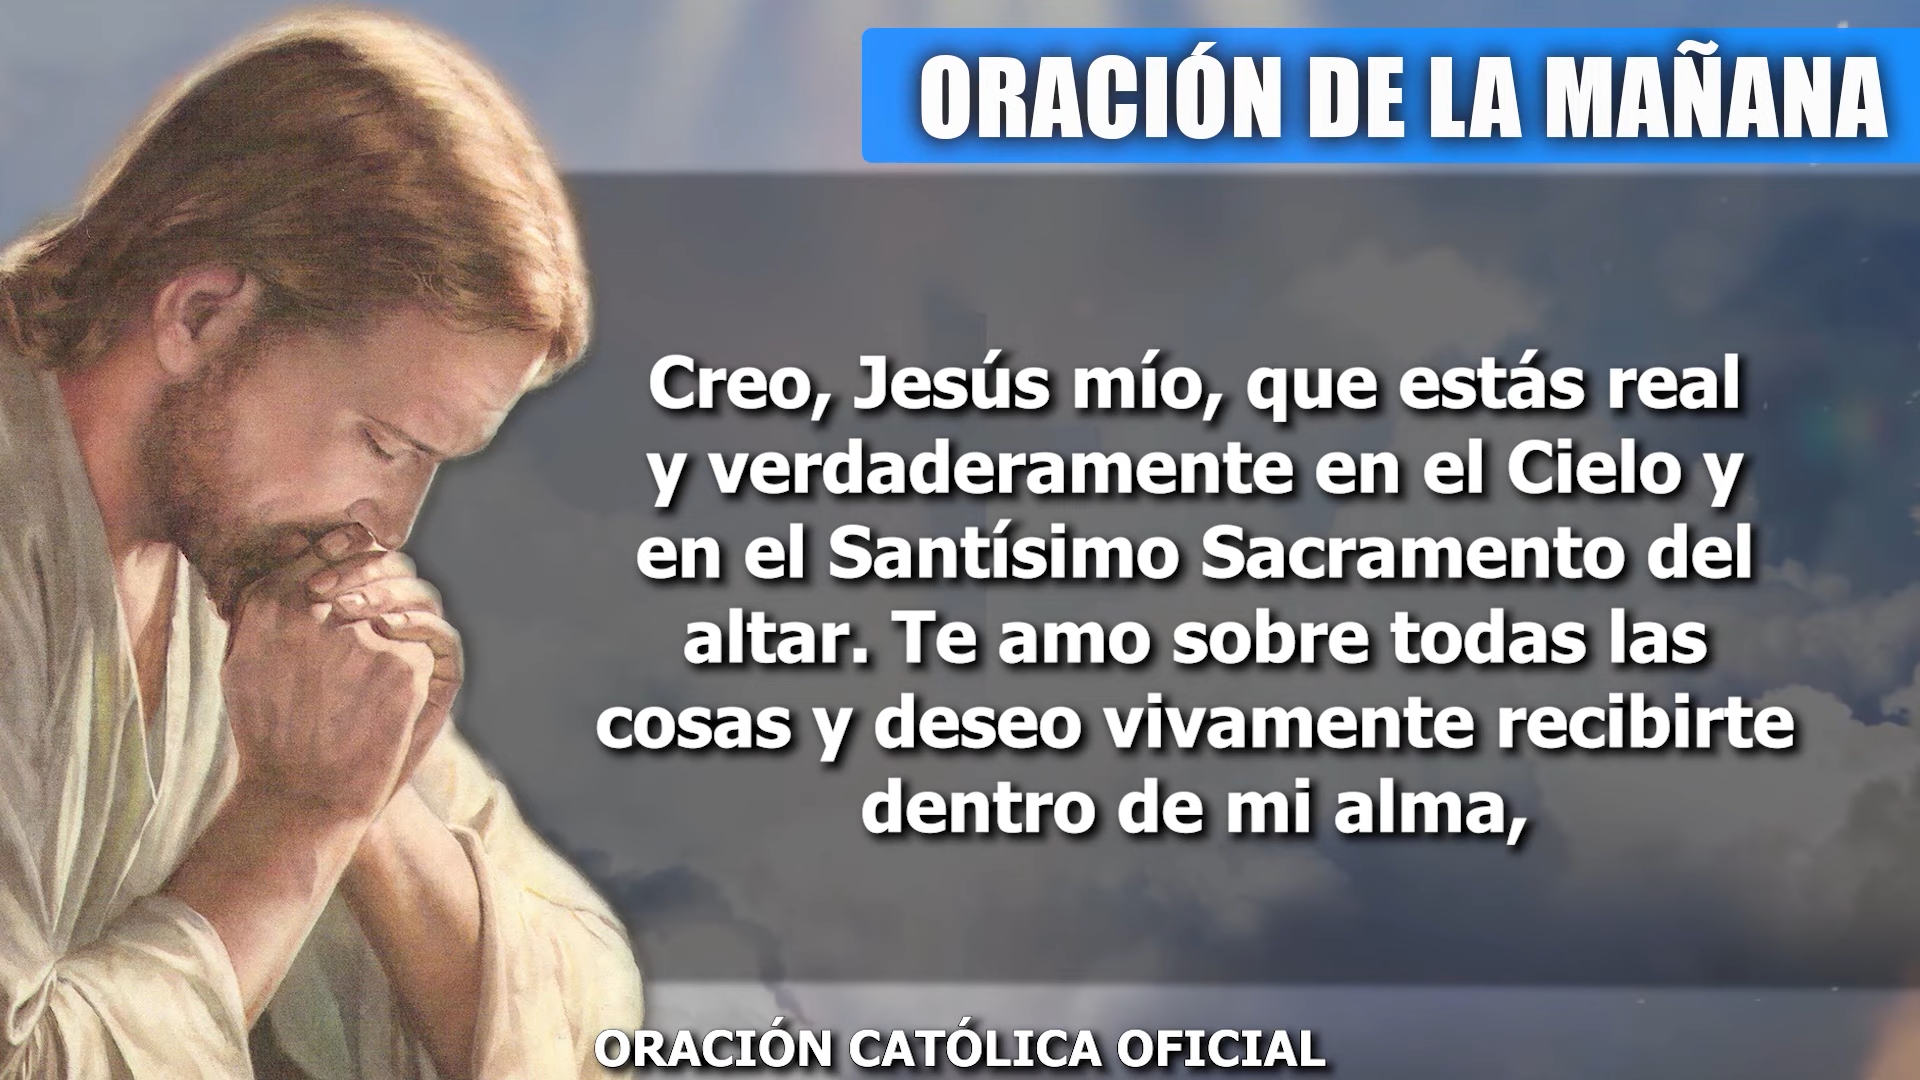 ORACIÓN DE LA MAÑANA
Creo, Jesús mío, que estás real
y verdaderamente en el Cielo y
en el Santísimo Sacramento del
altar. Te amo sobre todas las
cosas y deseo vivamente recibirte
dentro de mi alma,
ORACIÓN CATÓLICA OFICIAL